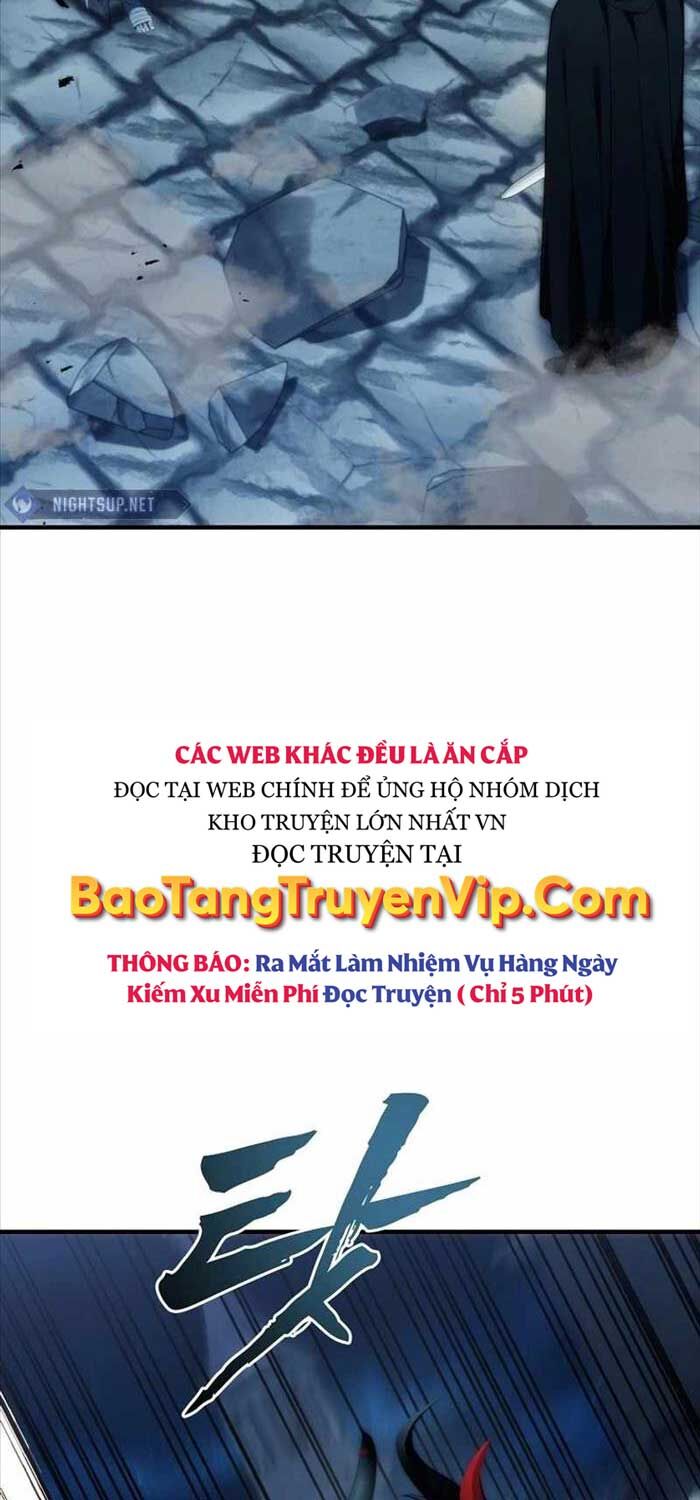 NIGHTSUP.NET
CÁC WEB KHÁC ĐỀU LÀ ĂN CẮP
ĐỌC TẠI WEB CHÍNH ĐỂ ỦNG HỘ NHÓM DỊCH
KHO TRUYỆN LỚN NHẤT VN
ĐỌC TRUYỆN TẠI
BaoTangTruyenVip.Com
THÔNG BÁO: Ra Mắt Làm Nhiệm Vụ Hàng Ngày
Kiếm Xu Miễn Phí Đọc Truyện ( Chỉ 5 Phút)
탓